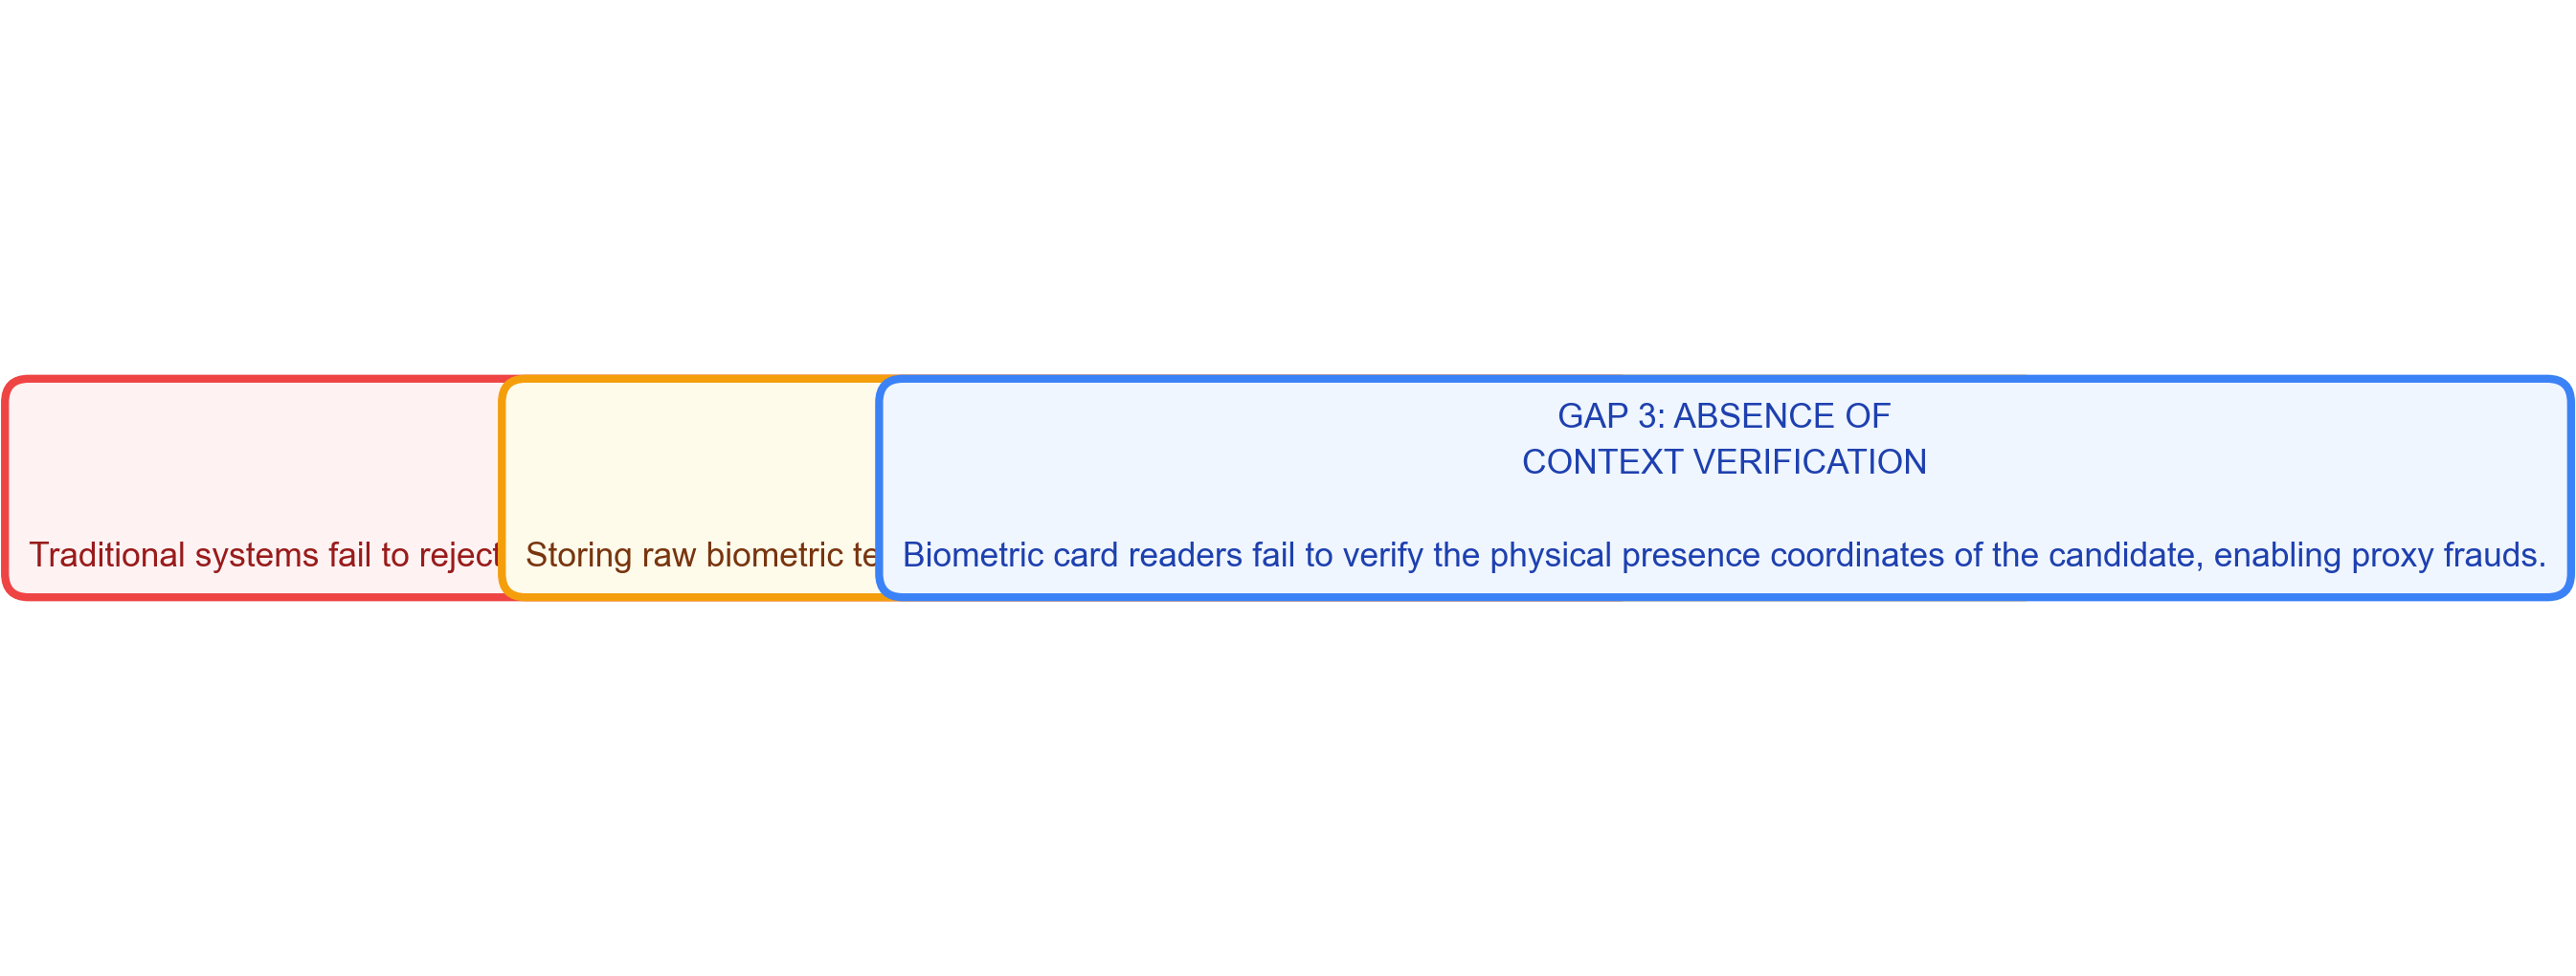 Traditional systems fail to reject
Storing raw biometric
GAP 3: ABSENCE OF
CONTEXT VERIFICATION
Biometric card readers fail to verify the physical presence coordinates of the candidate, enabling proxy frauds.